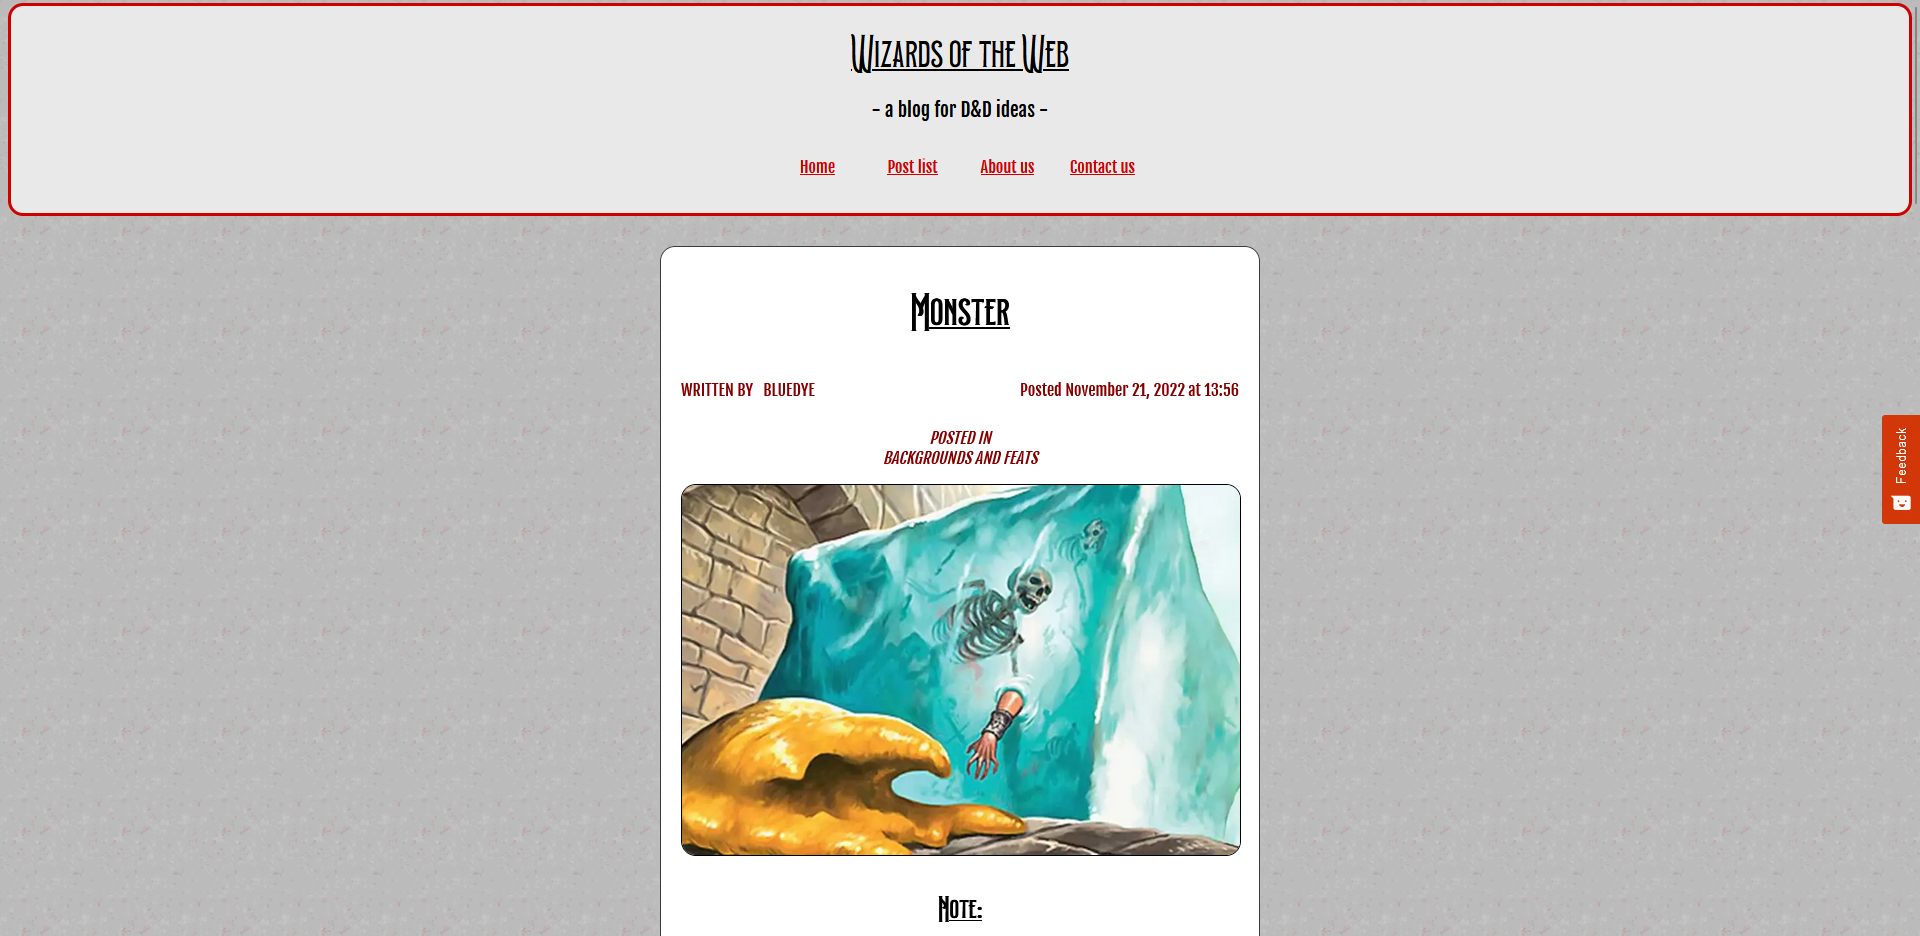 Wizards of the Web
- a blog for D&D ideas -
Home Post list About us Contact us
Monster
WRITTEN BY BLUEDYE Posted November 21, 2022 at 13:56
POSTED IN
BACKGROUNDS AND FEATS
Feedback
Note: